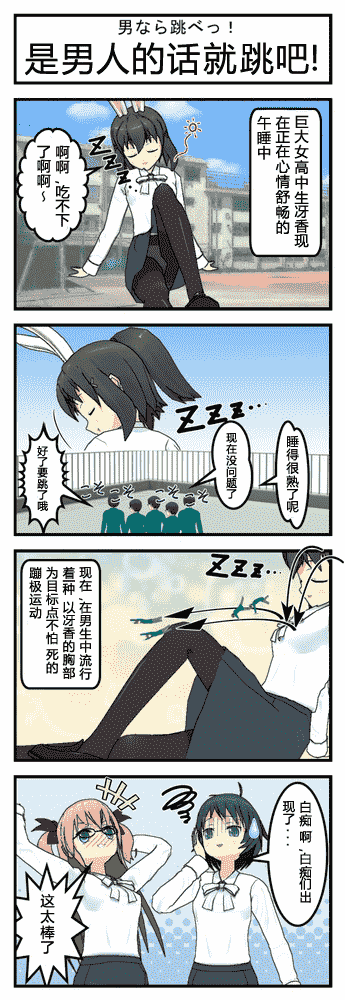 男なら跳べっ！
是男人的话就跳吧!
巨大女高中生冴香现
在正在心情舒畅的
午睡中
啊啊、吃不下
了啊啊～
ZZZ...
ZZZ...
睡得很熟了呢
现在没问题了
好了要跳了哦
こそこそこそ
ZZZ...
现在、在男生中流行
着种、以冴香的胸部
为目标点不怕死的
蹦极运动
白痴啊、白痴们出
现了...
这太棒了